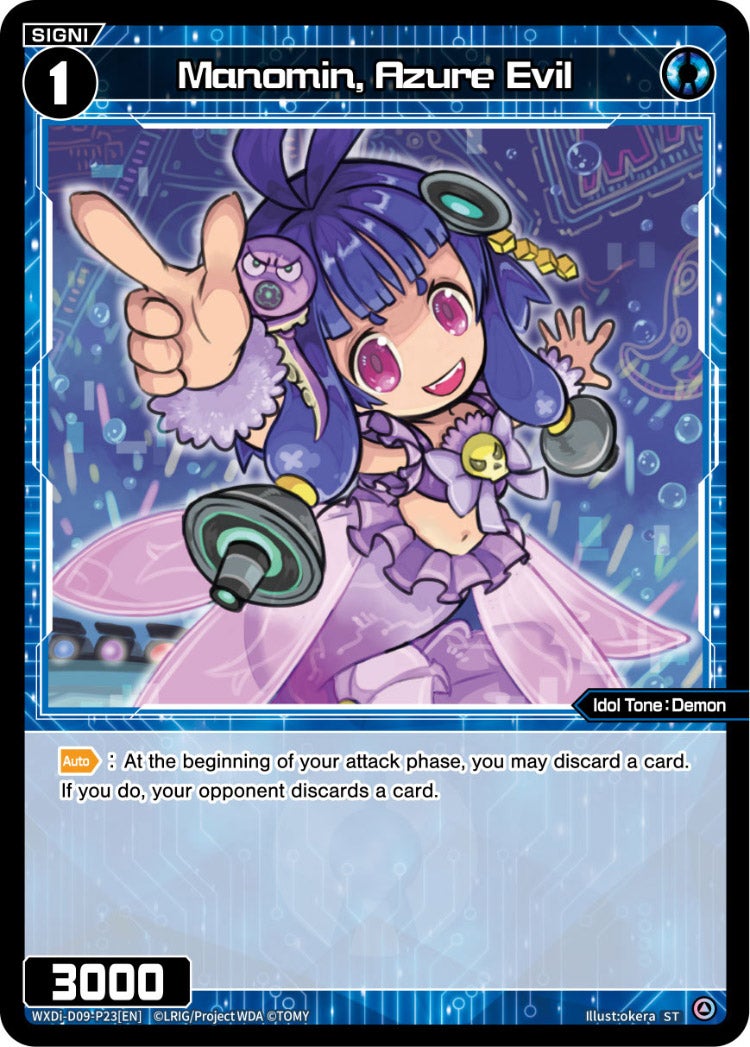 SIGNI
1
Manomin, Azure Evil
Idol Tone:Demon
Auto : At the beginning of your attack phase, you may discard a card.
If you do, your opponent discards a card.
3000
WXDi-D09-P23[EN] ©LRIG/Project WDA ©TOMY
Illust:okera ST